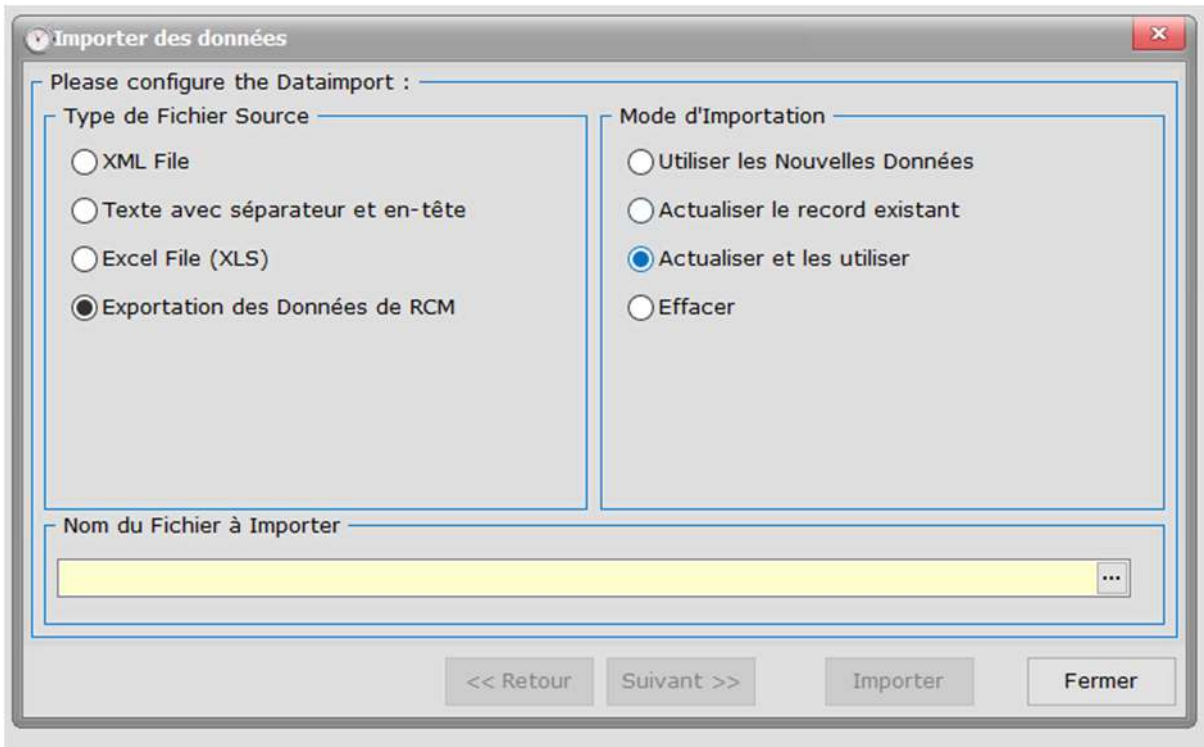 Importer des données
Please configure the Dataimport :
Type de Fichier Source
XML File
Texte avec séparateur et en-tête
Excel File (XLS)
Exportation des Données de RCM
Mode d'Importation
Utiliser les Nouvelles Données
Actualiser le record existant
Actualiser et les utiliser
Effacer
Nom du Fichier à Importer
...
<< Retour
Suivant >>
Importer
Fermer